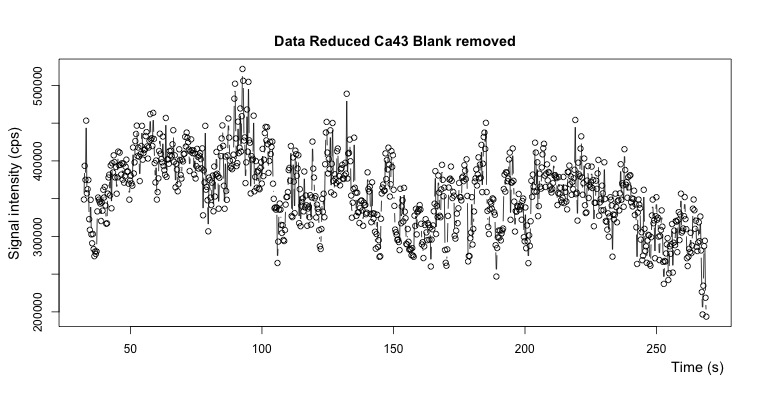 Data Reduced Ca43 Blank removed
Signal intensity (cps)
500000
400000
300000
200000
50 100 150 200 250
Time (s)